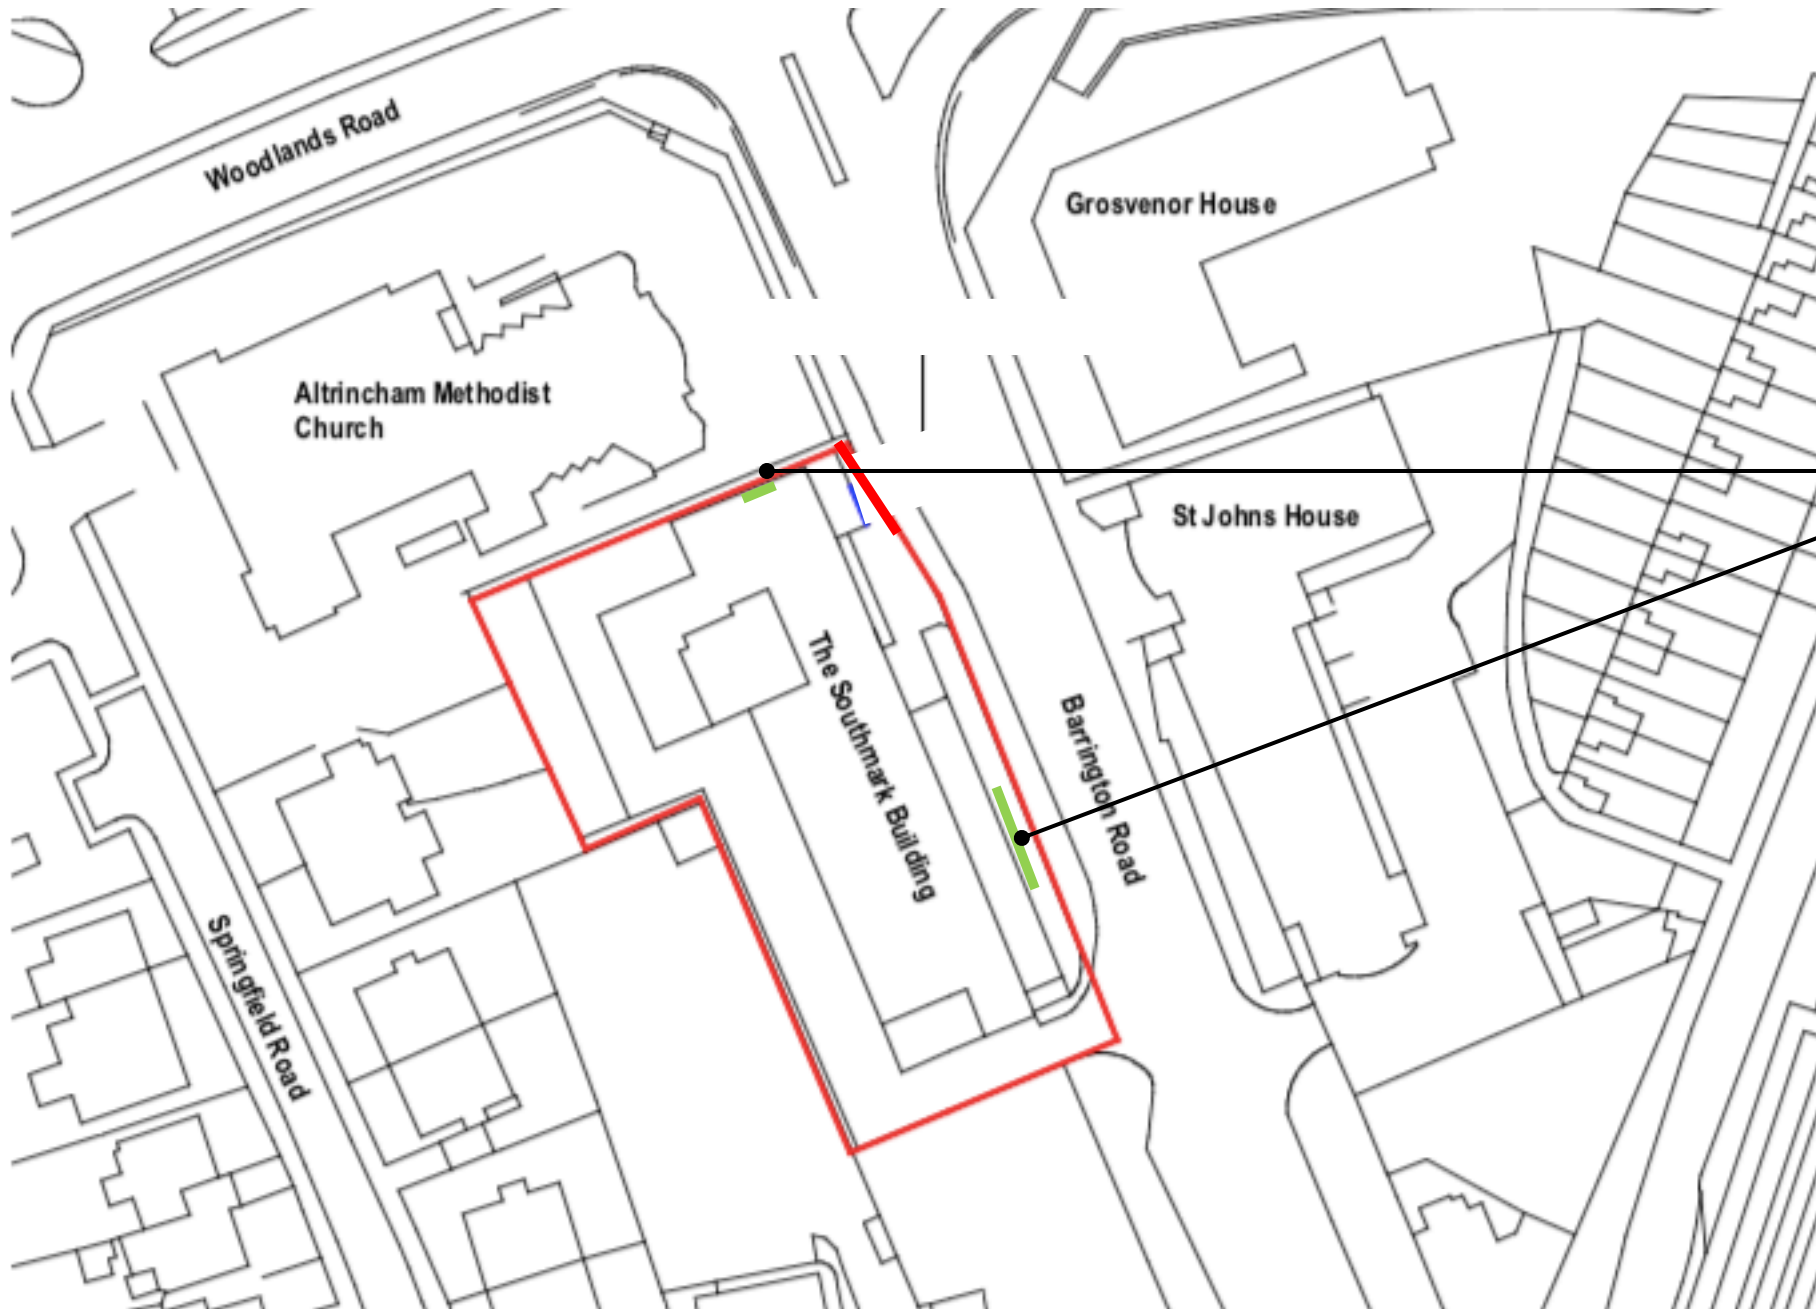 Woodlands Road
Grosvenor House
Altrincham Methodist
Church
St Johns House
The Southmark Building
Barrington Road
Springfield Road